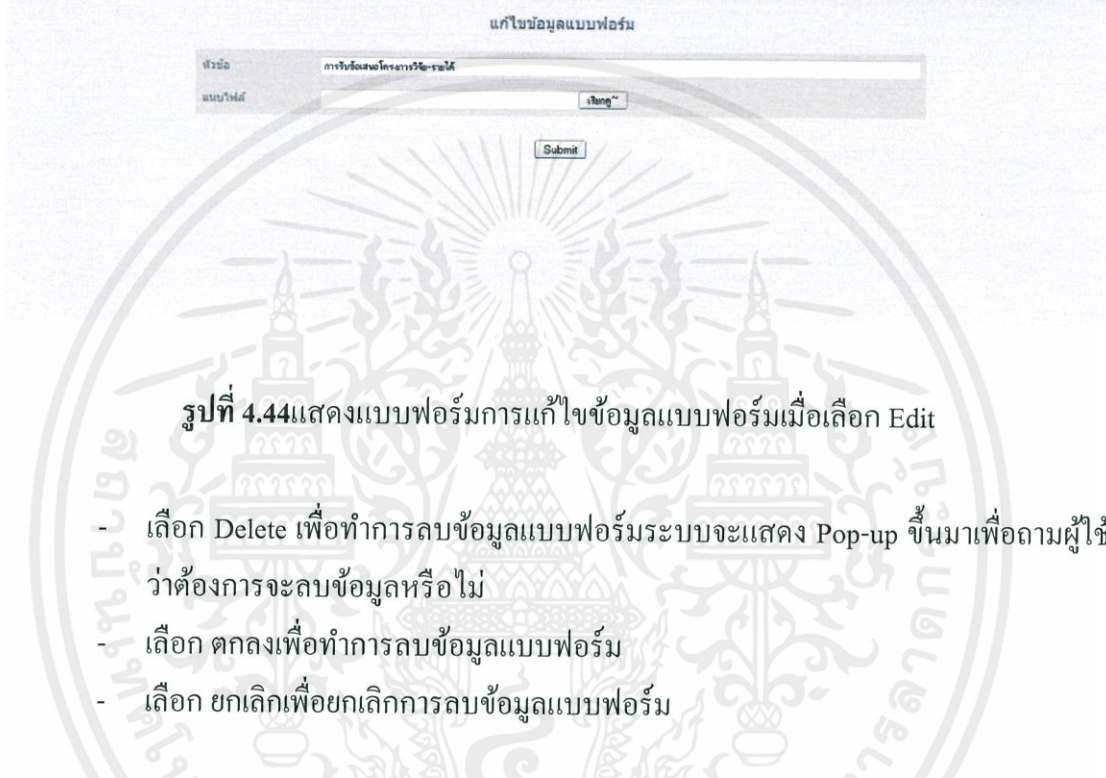 แก้ไขข้อมูลแบบฟอร์ม
หัวข้อ การรับข้อเสนอโครงการวิจัย-รายได้
แนบไฟล์ เรียกดู
Submit
รูปที่ 4.44แสดงแบบฟอร์มการแก้ไขข้อมูลแบบฟอร์มเมื่อเลือก Edit
- เลือก Delete เพื่อทำการลบข้อมูลแบบฟอร์มระบบจะแสดง Pop-up ขึ้นมาเพื่อถามผู้ใช้
ว่าต้องการจะลบข้อมูลหรือไม่
- เลือก ตกลงเพื่อทำการลบข้อมูลแบบฟอร์ม
- เลือก ยกเลิกเพื่อยกเลิกการลบข้อมูลแบบฟอร์ม